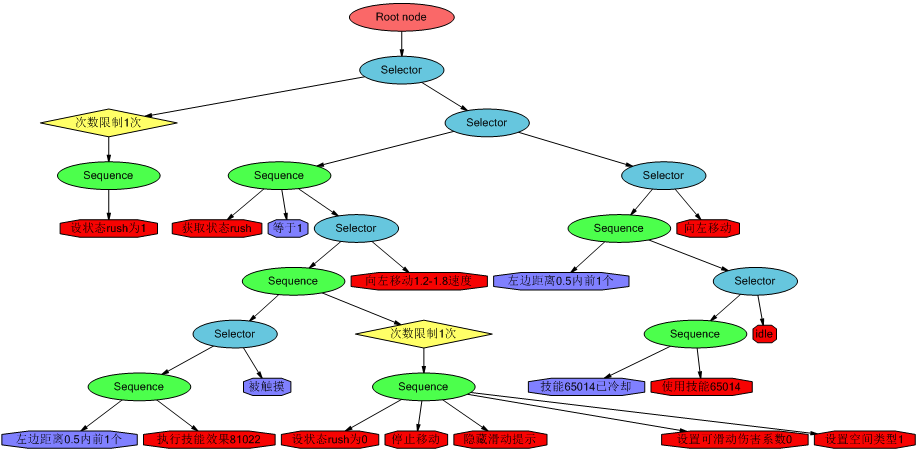 Root node
Selector
次数限制1次
Selector
Sequence
Sequence
Selector
设状态rush为1
获取状态rush
等于1
Selector
Sequence
向左移动
Sequence
向左移动1.2-1.8速度
左边距离0.5内前1个
Selector
Selector
次数限制1次
Sequence
idle
Sequence
被触摸
Sequence
技能65014已冷却
使用技能65014
左边距离0.5内前1个
执行技能效果81022
设状态rush为0
停止移动
隐藏滑动提示
设置可滑动伤害系数0
设置空间类型1